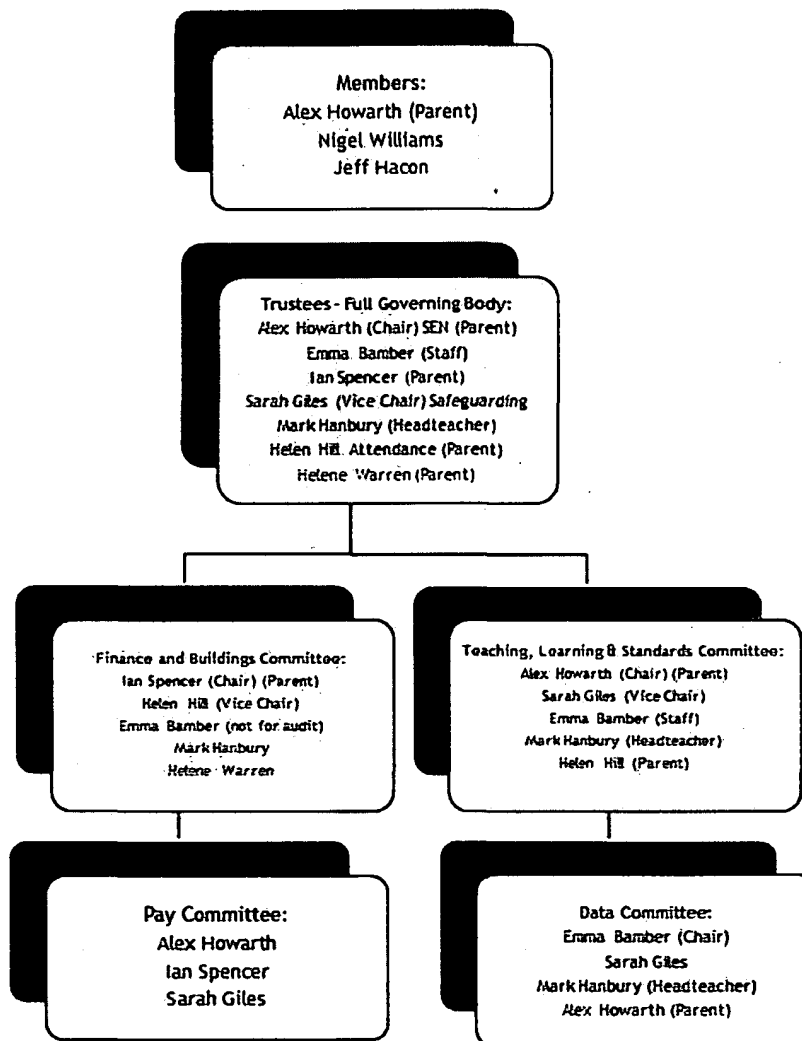 Members:
Alex Howarth (Parent)
Nigel Williams
Jeff Hacon
Trustees - Full Governing Body:
Alex Howarth (Chair) SEN (Parent)
Emma Bamber (Staff)
Ian Spencer (Parent)
Sarah Giles (Vice Chair) Safeguarding
Mark Hanbury (Headteacher)
Helen Hill Attendance (Parent)
Helene Warren (Parent)
Finance and Buildings Committee:
Ian Spencer (Chair) (Parent)
Helen Hill (Vice Chair)
Emma Bamber (not for audit)
Mark Hanbury
Helene Warren
Teaching, Learning & Standards Committee:
Alex Howarth (Chair) (Parent)
Sarah Giles (Vice Chair)
Emma Bamber (Staff)
Mark Hanbury (Headteacher)
Helen Hill (Parent)
Pay Committee:
Alex Howarth
Ian Spencer
Sarah Giles
Data Committee:
Emma Bamber (Chair)
Sarah Giles
Mark Hanbury (Headteacher)
Alex Howarth (Parent)